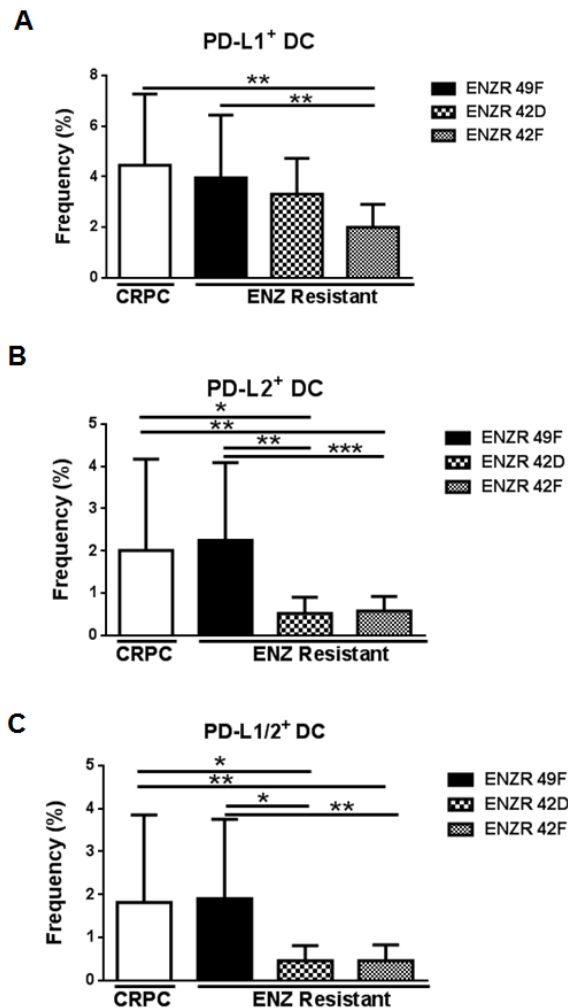 A
PD-L1+ DC
Frequency (%)
8
6
4
2
0
**
**
CRPC
ENZ Resistant
ENZR 49F
ENZR 42D
ENZR 42F
B
PD-L2+ DC
Frequency (%)
5
4
3
2
1
0
*
**
**
***
CRPC
ENZ Resistant
ENZR 49F
ENZR 42D
ENZR 42F
C
PD-L1/2+ DC
Frequency (%)
5
4
3
2
1
0
*
**
*
**
CRPC
ENZ Resistant
ENZR 49F
ENZR 42D
ENZR 42F